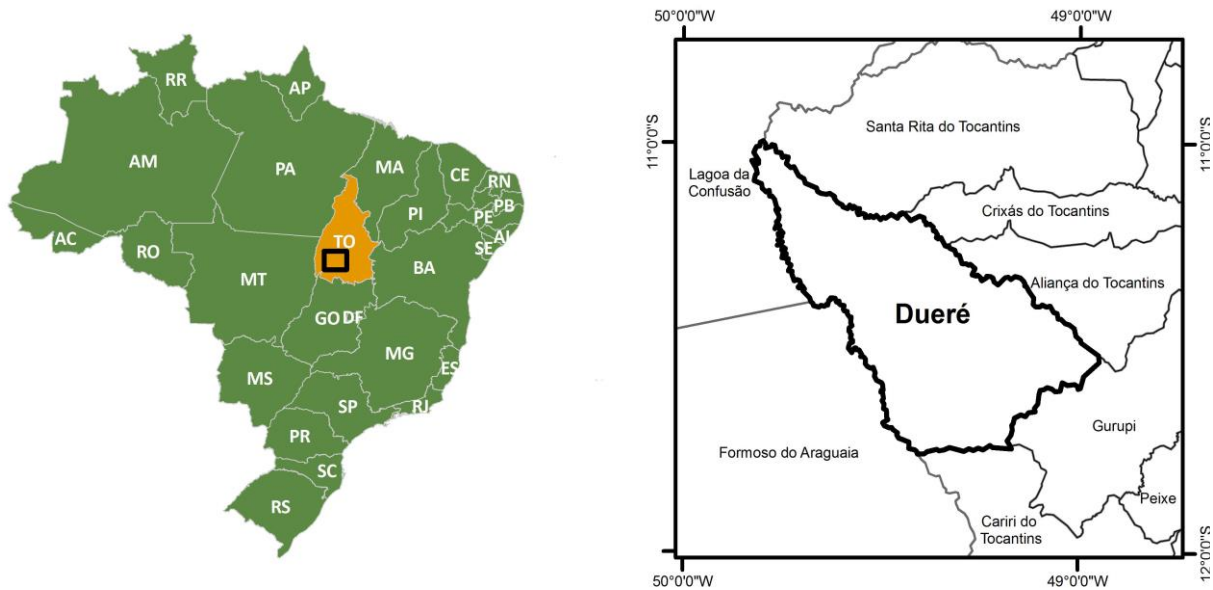 RR
AP
AM
PA
MA
CE
RN
PB
PI
PE
AL
SE
TO
AC
RO
BA
MT
GO
DF
MG
ES
MS
SP
RJ
PR
SC
RS
50°0'0"W
49°0'0"W
11°0'0"S
11°0'0"S
Santa Rita do Tocantins
Lagoa da
Confusão
Crixás do Tocantins
Aliança do Tocantins
Dueré
Gurupi
Formoso do Araguaia
Peixe
Cariri do
Tocantins
12°0'0"S
50°0'0"W
49°0'0"W